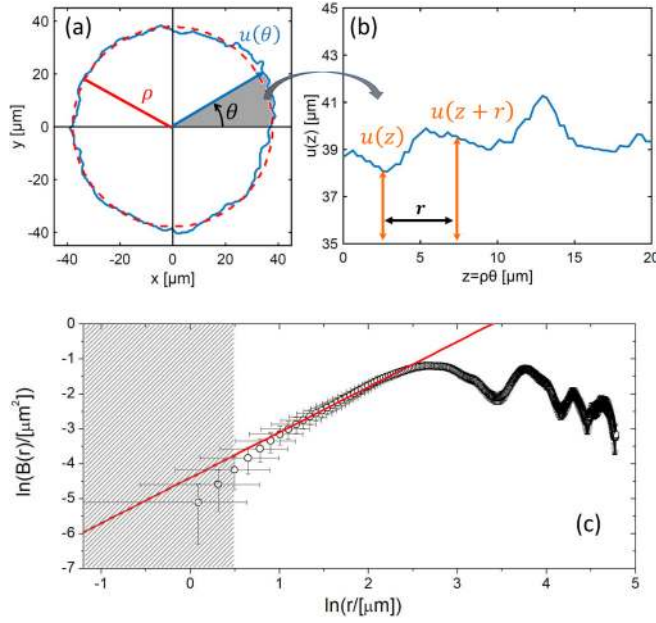 (a)
u(θ)
40
20
0
-20
-40
y [µm]
ρ
θ
-40
-20
0
20
40
x [µm]
(b)
45
43
41
39
37
35
u(z) [µm]
u(z)
u(z + r)
r
0
5
10
15
20
z=ρθ [µm]
0
-1
-2
-3
-4
-5
-6
-7
ln(B(r)/[µm²])
(c)
-1
0
1
2
3
4
5
ln(r/[µm])